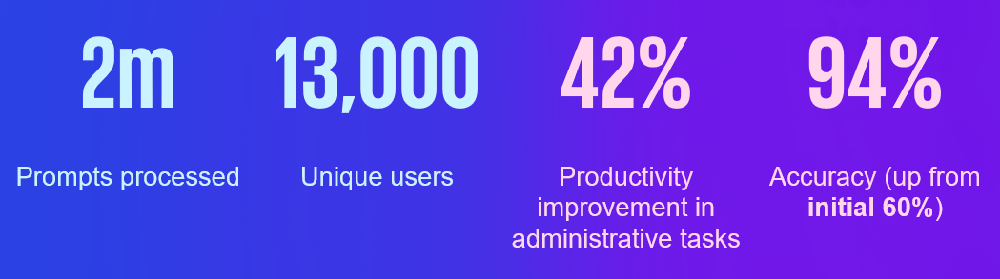 2m
Prompts processed
13,000
Unique users
42%
Productivity
improvement in
administrative tasks
94%
Accuracy (up from
initial 60%)